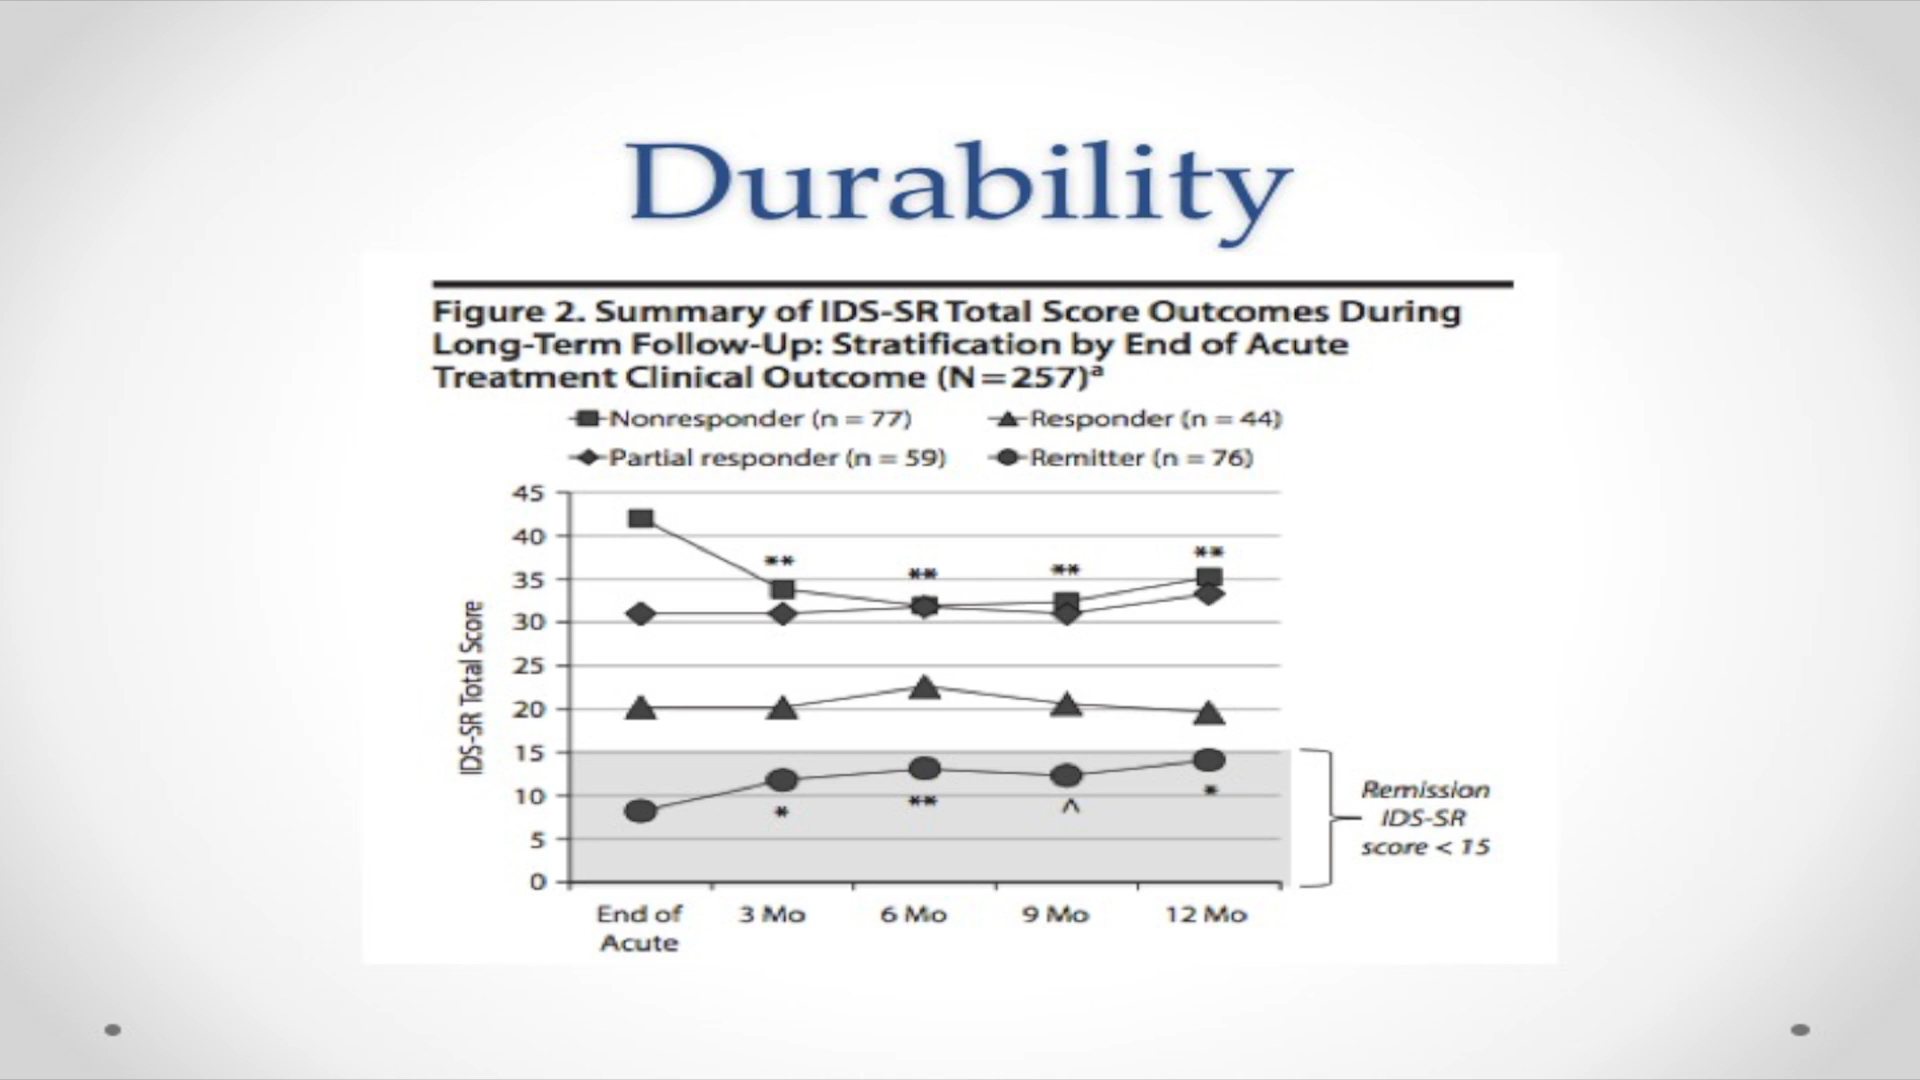 Durability
Figure 2. Summary of IDS-SR Total Score Outcomes During
Long-Term Follow-Up: Stratification by End of Acute
Treatment Clinical Outcome (N=257)ª
Nonresponder (n = 77)
Responder (n = 44)
Partial responder (n = 59)
Remitter (n = 76)
IDS-SR Total Score
45
40
35
30
25
20
15
10
5
0
**
**
**
**
*
**
^
*
Remission
IDS-SR
score < 15
End of
Acute
3 Mo
6 Mo
9 Mo
12 Mo